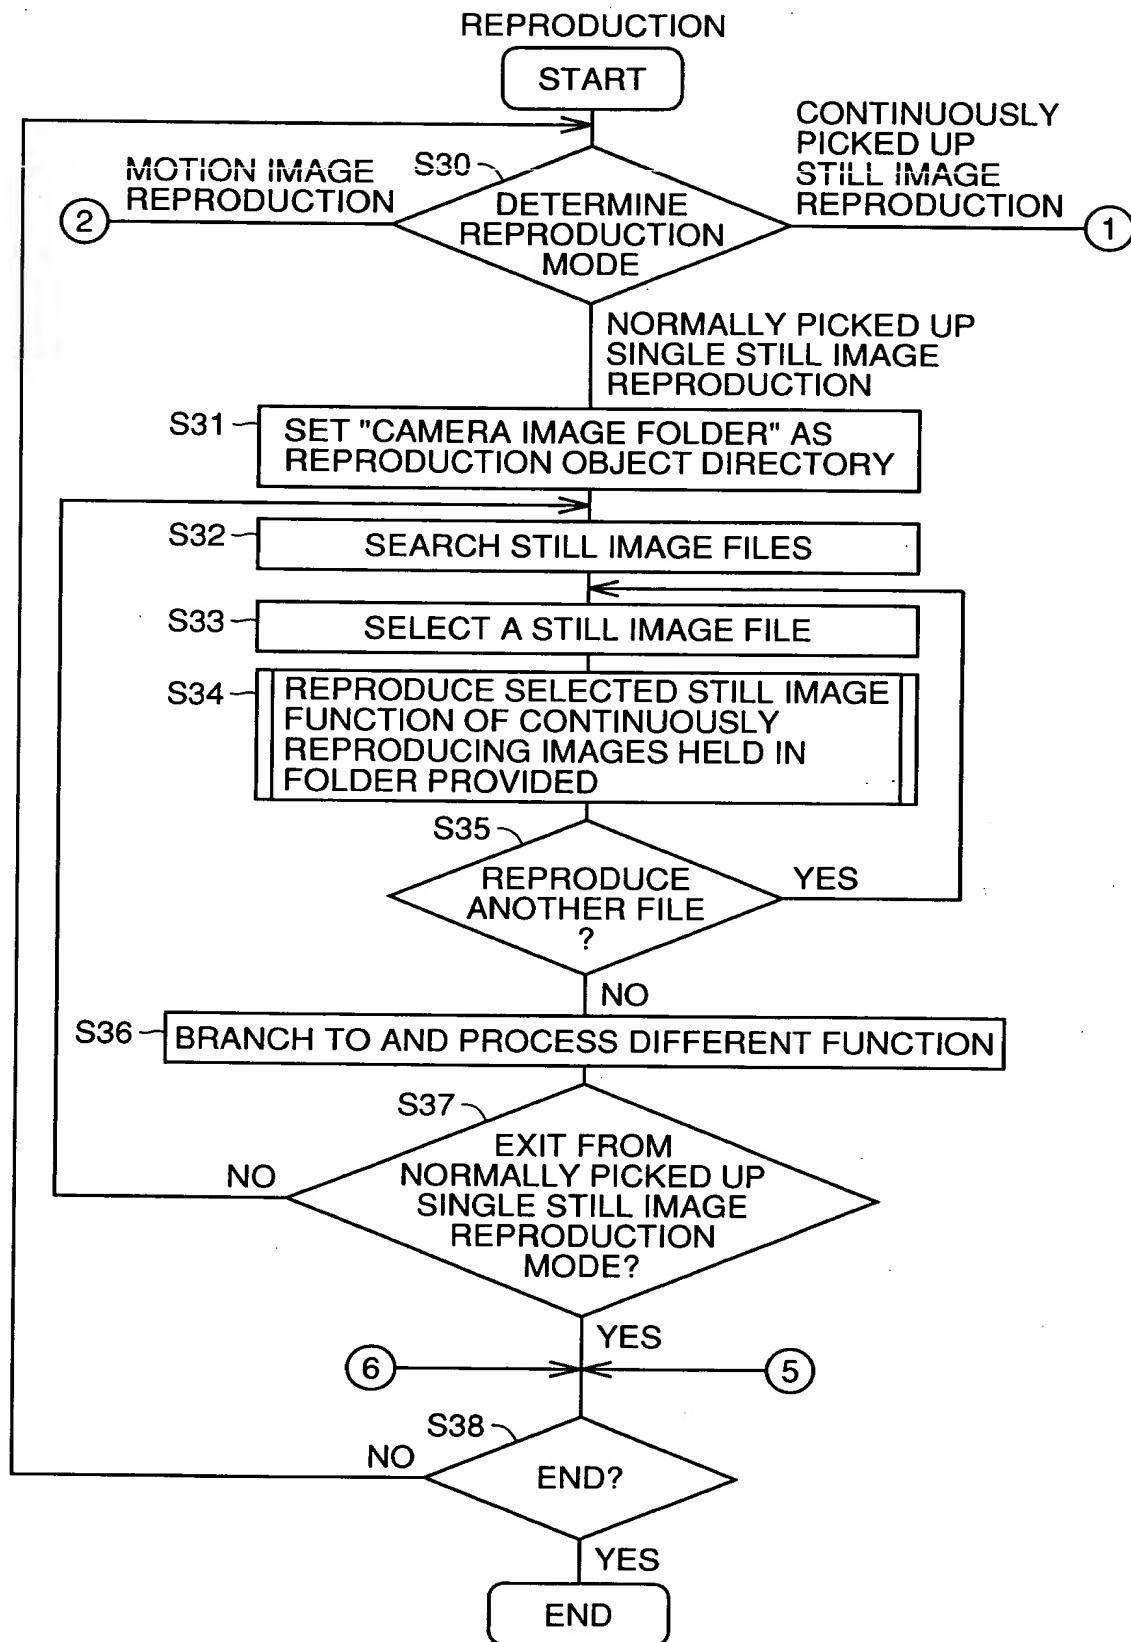 REPRODUCTION
START
CONTINUOUSLY
PICKED UP
STILL IMAGE
REPRODUCTION
S30
MOTION IMAGE
REPRODUCTION
2
DETERMINE
REPRODUCTION
MODE
1
NORMALLY PICKED UP
SINGLE STILL IMAGE
REPRODUCTION
S31
SET "CAMERA IMAGE FOLDER" AS
REPRODUCTION OBJECT DIRECTORY
S32
SEARCH STILL IMAGE FILES
S33
SELECT A STILL IMAGE FILE
S34
REPRODUCE SELECTED STILL IMAGE
FUNCTION OF CONTINUOUSLY
REPRODUCING IMAGES HELD IN
FOLDER PROVIDED
S35
REPRODUCE
ANOTHER FILE
?
YES
NO
S36
BRANCH TO AND PROCESS DIFFERENT FUNCTION
S37
EXIT FROM
NORMALLY PICKED UP
SINGLE STILL IMAGE
REPRODUCTION
MODE?
NO
YES
6
5
S38
END?
NO
YES
END